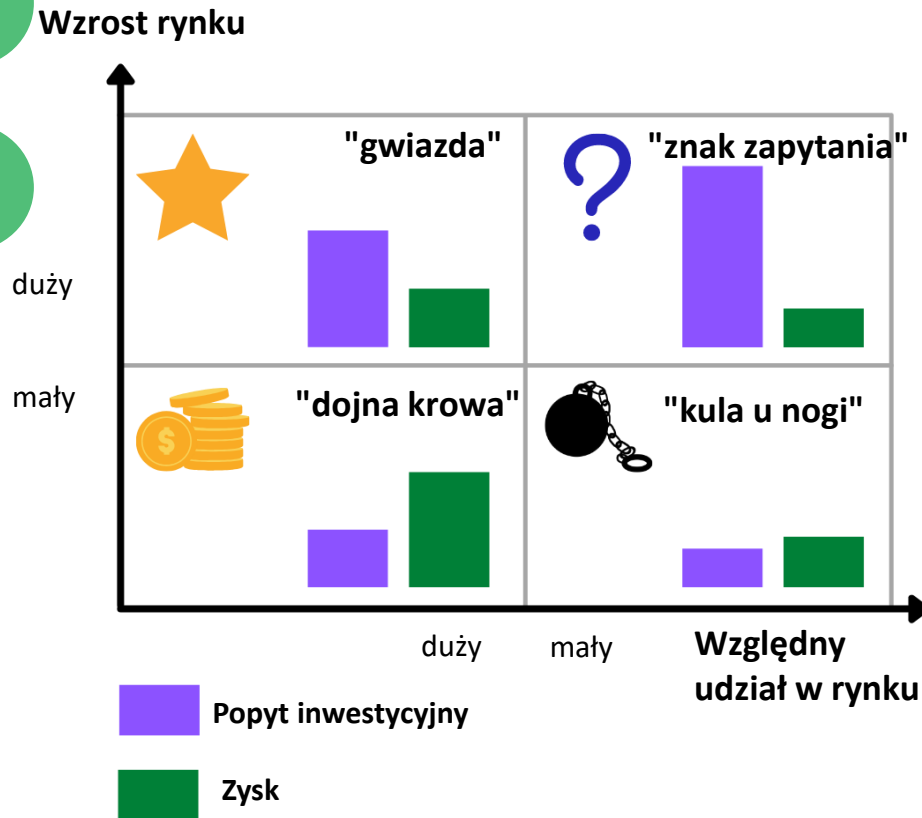 Wzrost rynku
"gwiazda"
"znak zapytania"
duży
mały
"dojna krowa"
"kula u nogi"
$
duży
mały
Względny
udział w rynku
Popyt inwestycyjny
Zysk